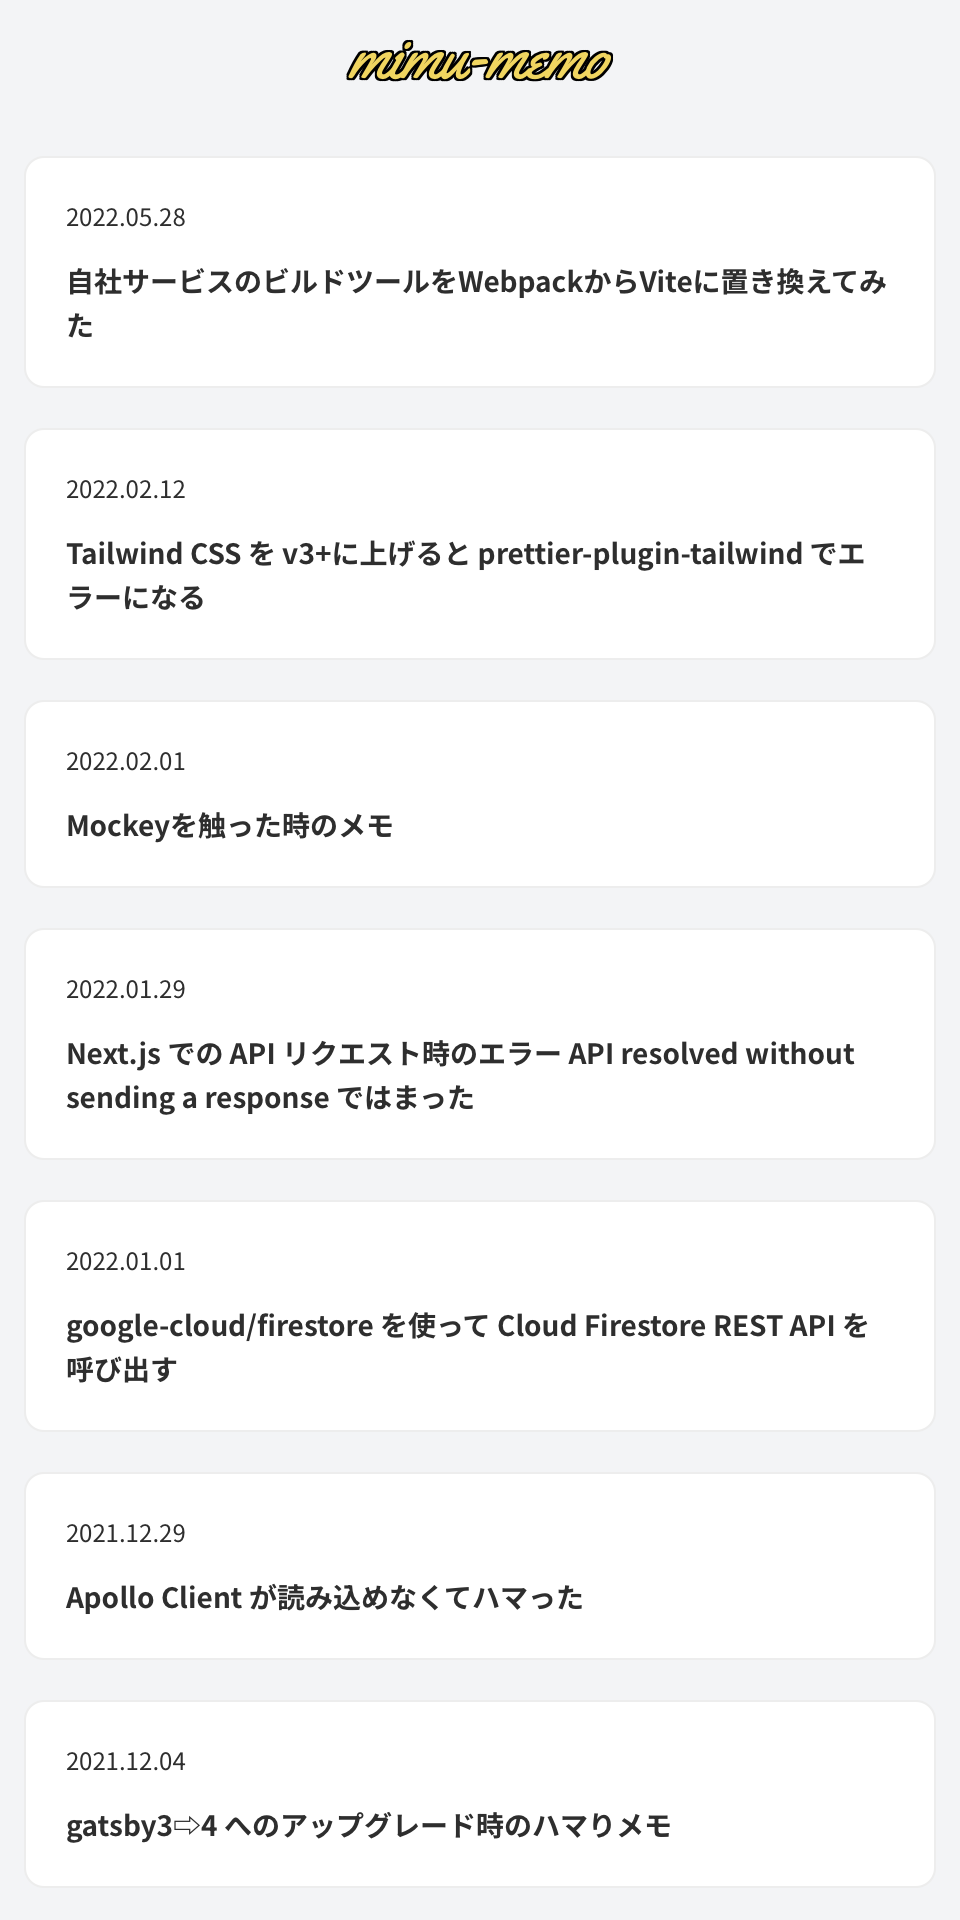 mimu-memo
2022.05.28
自社サービスのビルドツールをWebpackからViteに置き換えてみ
た
2022.02.12
Tailwind CSS を v3+に上げると prettier-plugin-tailwind でエ
ラーになる
2022.02.01
Mockeyを触った時のメモ
2022.01.29
Next.js での API リクエスト時のエラー API resolved without
sending a response ではまった
2022.01.01
google-cloud/firestore を使って Cloud Firestore REST API を
呼び出す
2021.12.29
Apollo Client が読み込めなくてハマった
2021.12.04
gatsby3⇨4 へのアップグレード時のハマりメモ